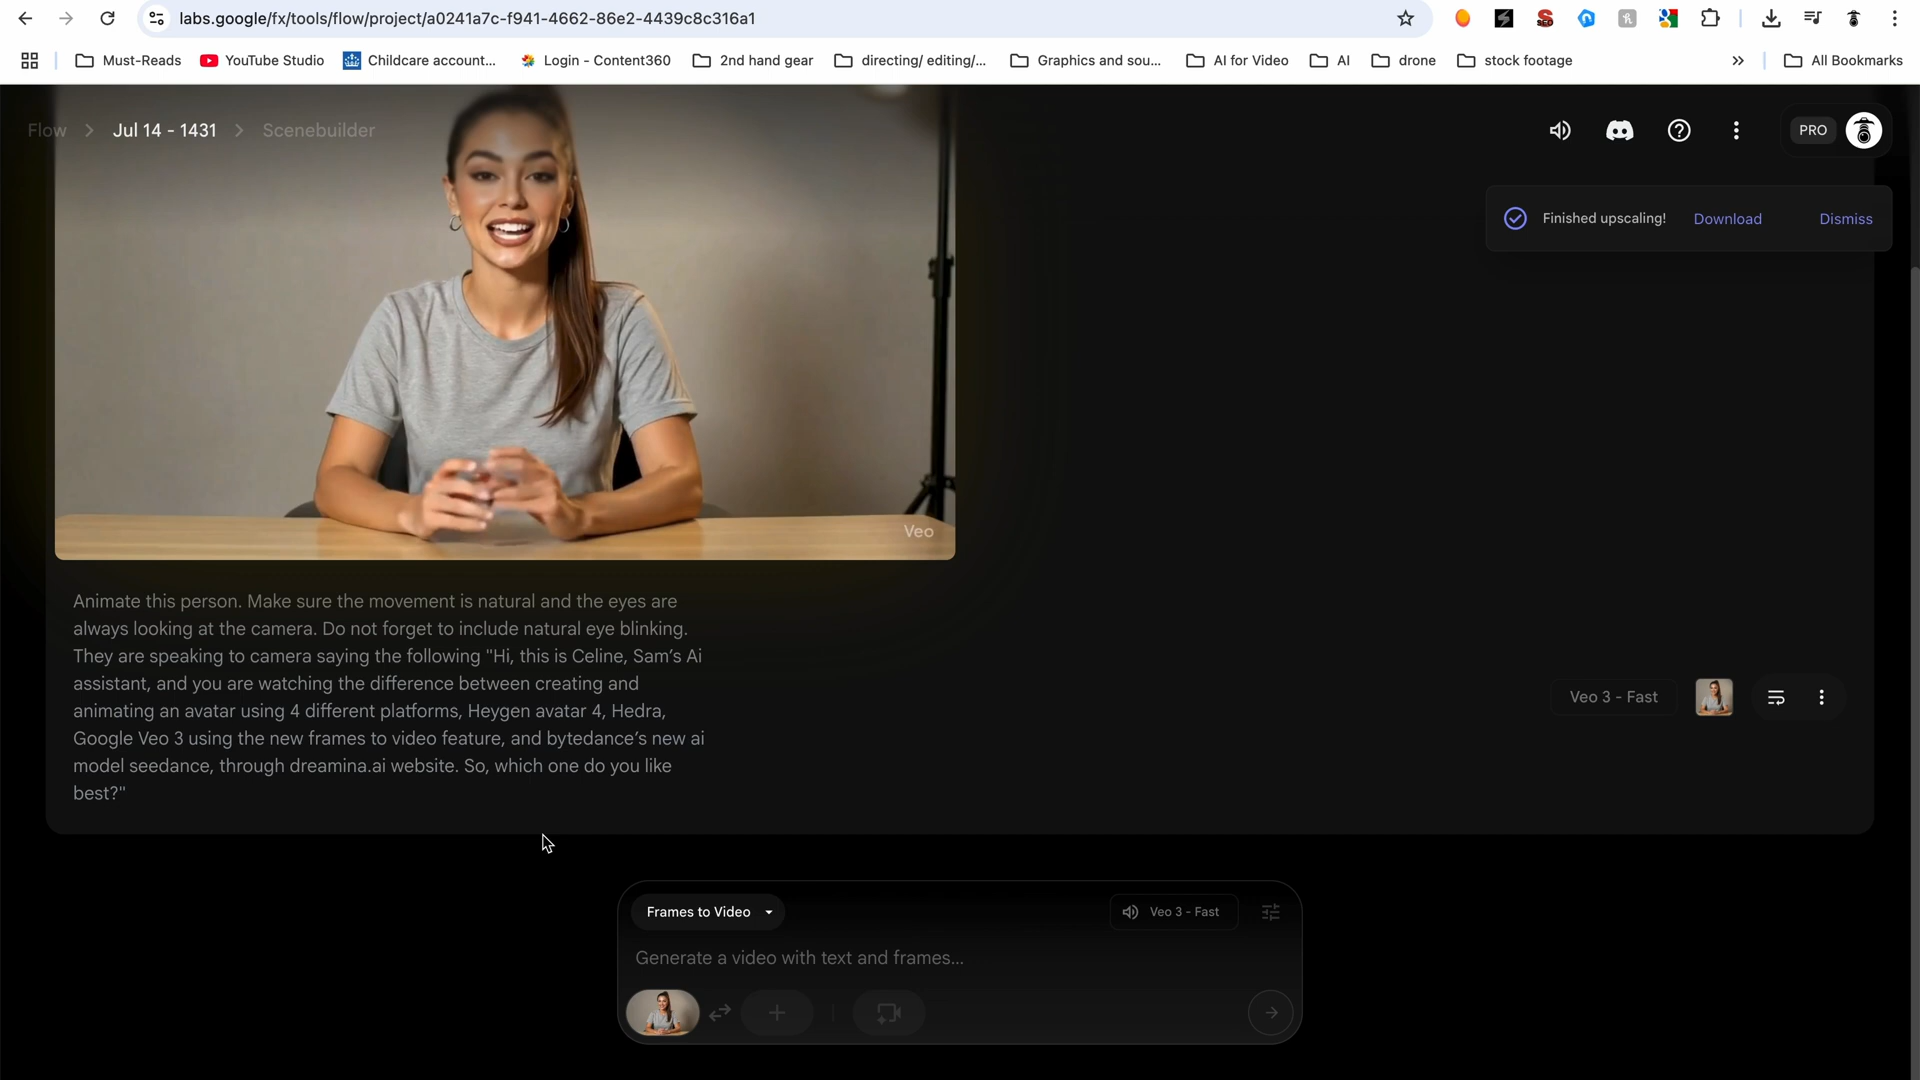 labs.google/fx/tools/flow/project/a0241a7c-f941-4662-86e2-4439c8c316a1
Must-Reads
YouTube Studio
Childcare account...
Login - Content360
2nd hand gear
directing/ editing/...
Graphics and sou...
AI for Video
AI
drone
stock footage
All Bookmarks
Flow
Jul 14 - 1431
Scenebuilder
PRO
Finished upscaling!
Download
Dismiss
Veo
Animate this person. Make sure the movement is natural and the eyes are
always looking at the camera. Do not forget to include natural eye blinking.
They are speaking to camera saying the following "Hi, this is Celine, Sam’s Ai
assistant, and you are watching the difference between creating and
animating an avatar using 4 different platforms, Heygen avatar 4, Hedra,
Google Veo 3 using the new frames to video feature, and bytedance’s new ai
model seedance, through dreamina.ai website. So, which one do you like
best?"
Veo 3 - Fast
Frames to Video
Veo 3 - Fast
Generate a video with text and frames...